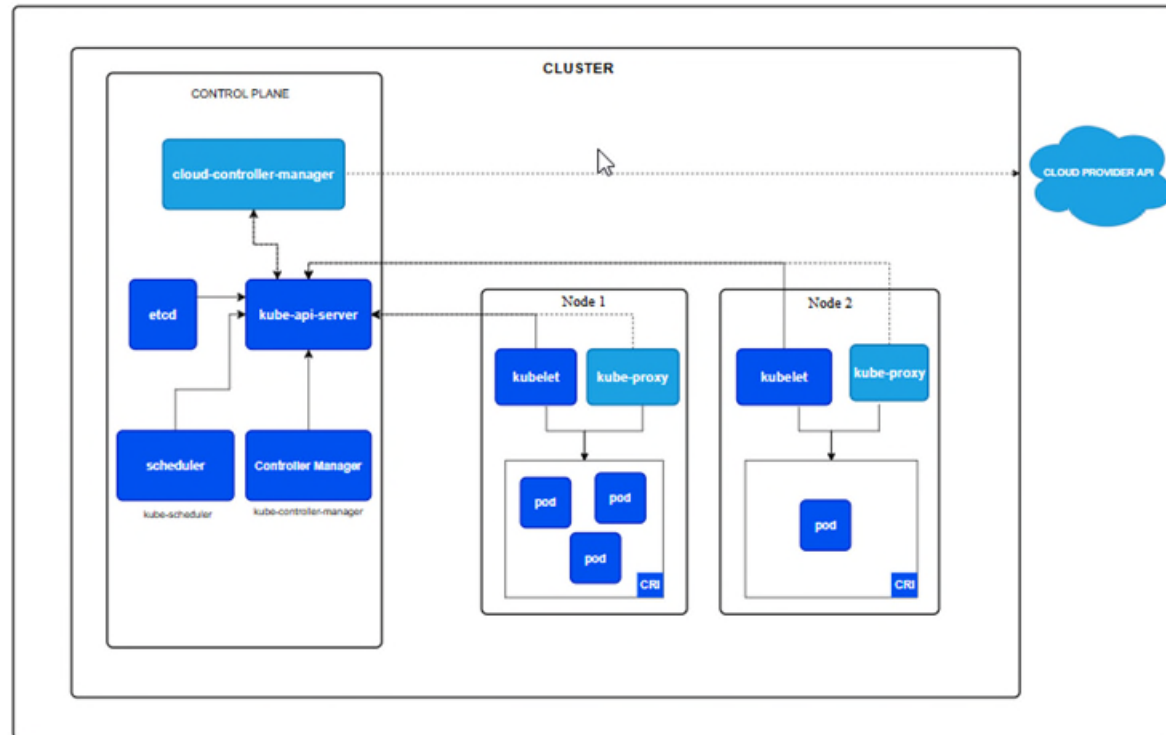 CLUSTER
CONTROL PLANE
cloud-controller-manager
CLOUD PROVIDER API
etcd
kube-api-server
scheduler
kube-scheduler
Controller Manager
kube-controller-manager
Node 1
kubelet
kube-proxy
pod
pod
pod
CRI
Node 2
kubelet
kube-proxy
pod
CRI